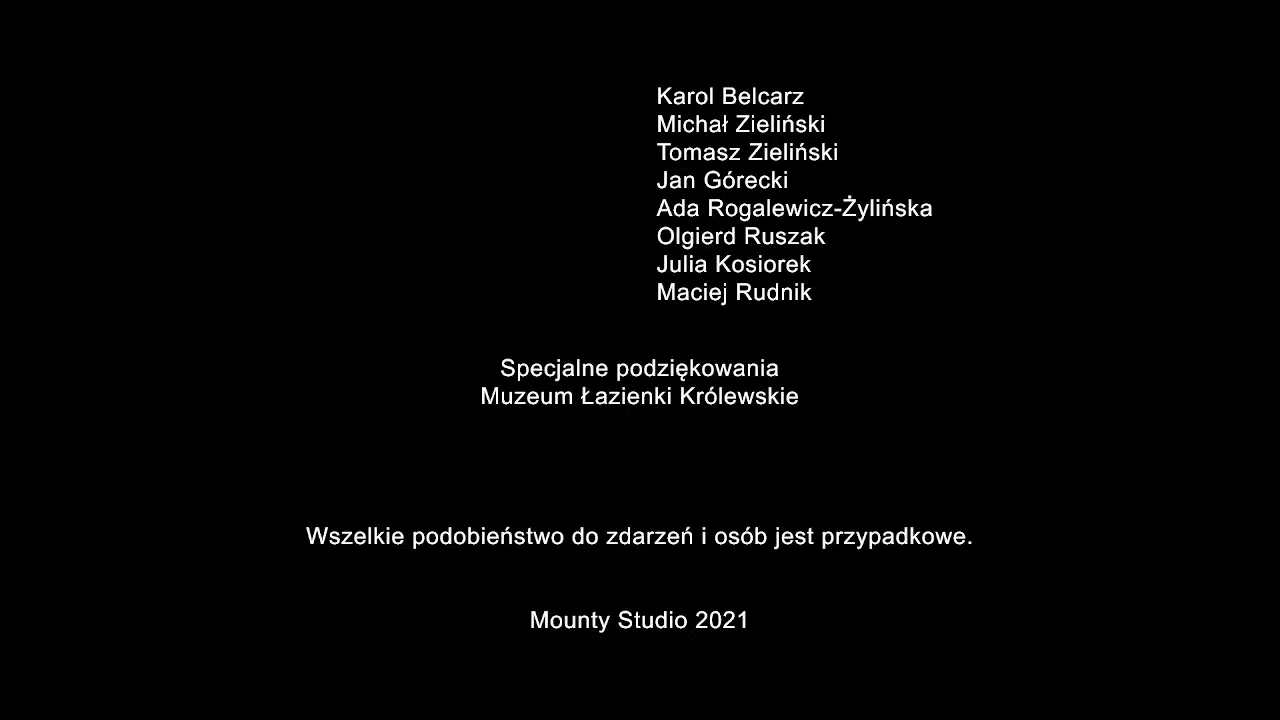 Karol Belcarz
Michał Zieliński
Tomasz Zieliński
Jan Górecki
Ada Rogalewicz-Żylińska
Olgierd Ruszak
Julia Kosiorek
Maciej Rudnik
Specjalne podziękowania
Muzeum Łazienki Królewskie
Wszelkie podobieństwo do zdarzeń i osób jest przypadkowe.
Mounty Studio 2021